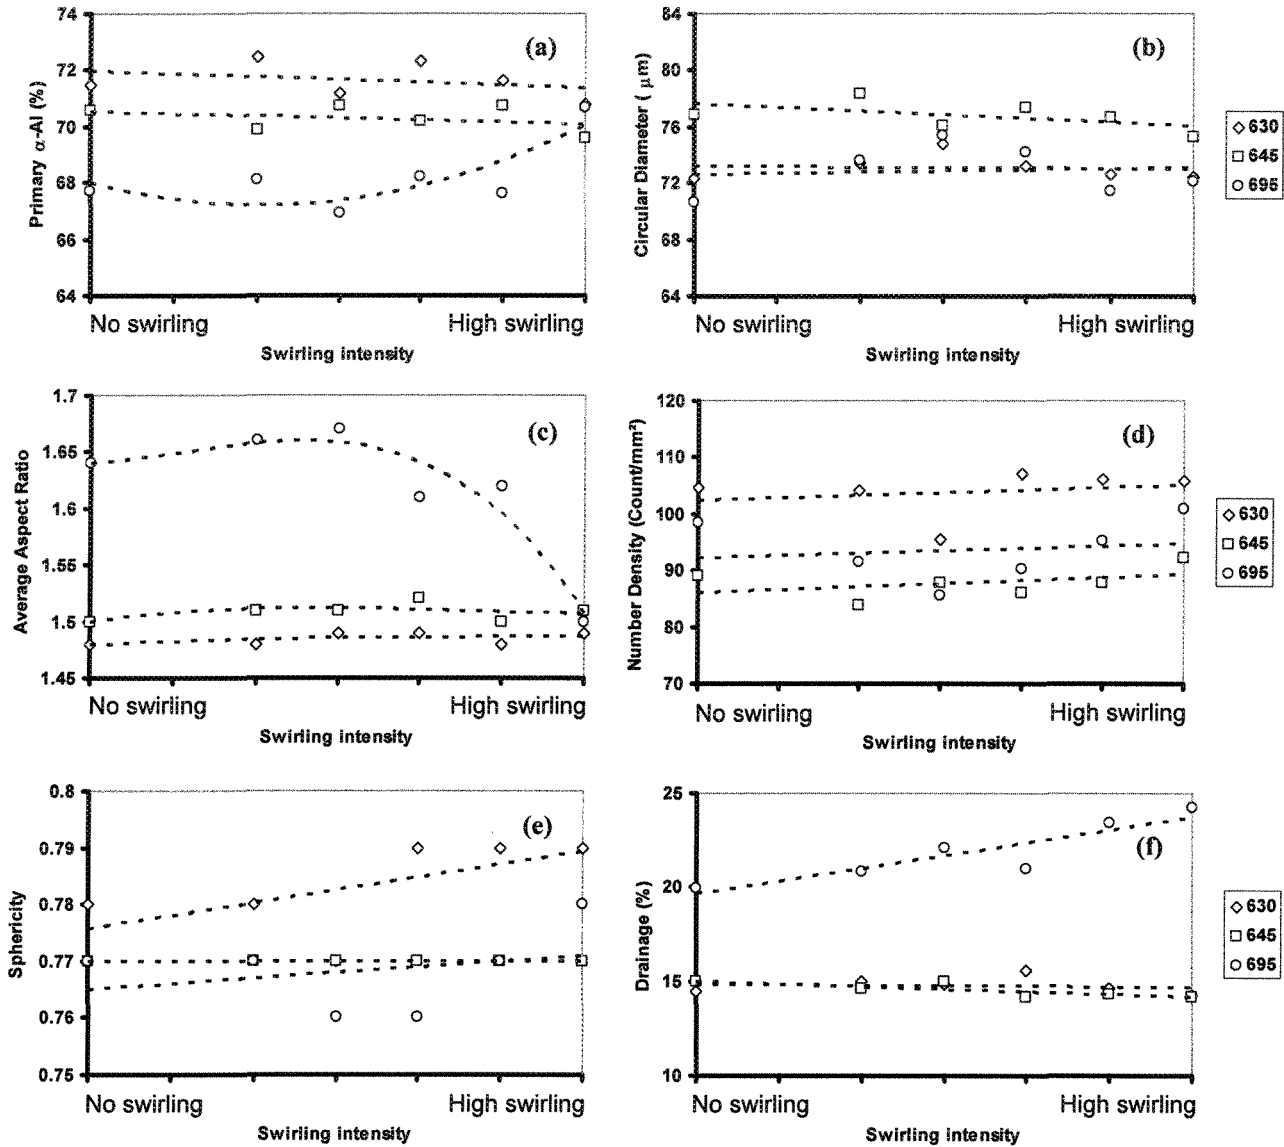 74
72
70
68
66
64
Primary α-Al (%)
(a)
No swirling
High swirling
Swirling intensity
84
80
76
72
68
64
Circular Diameter ( μm)
(b)
No swirling
High swirling
Swirling intensity
630
645
695
1.7
1.65
1.6
1.55
1.5
1.45
Average Aspect Ratio
(c)
No swirling
High swirling
Swirling intensity
120
110
100
90
80
70
Number Density (Count/mm²)
(d)
No swirling
High swirling
Swirling intensity
630
645
695
0.8
0.79
0.78
0.77
0.76
0.75
Sphericity
(e)
No swirling
High swirling
Swirling intensity
25
20
15
10
Drainage (%)
(f)
No swirling
High swirling
Swirling intensity
630
645
695